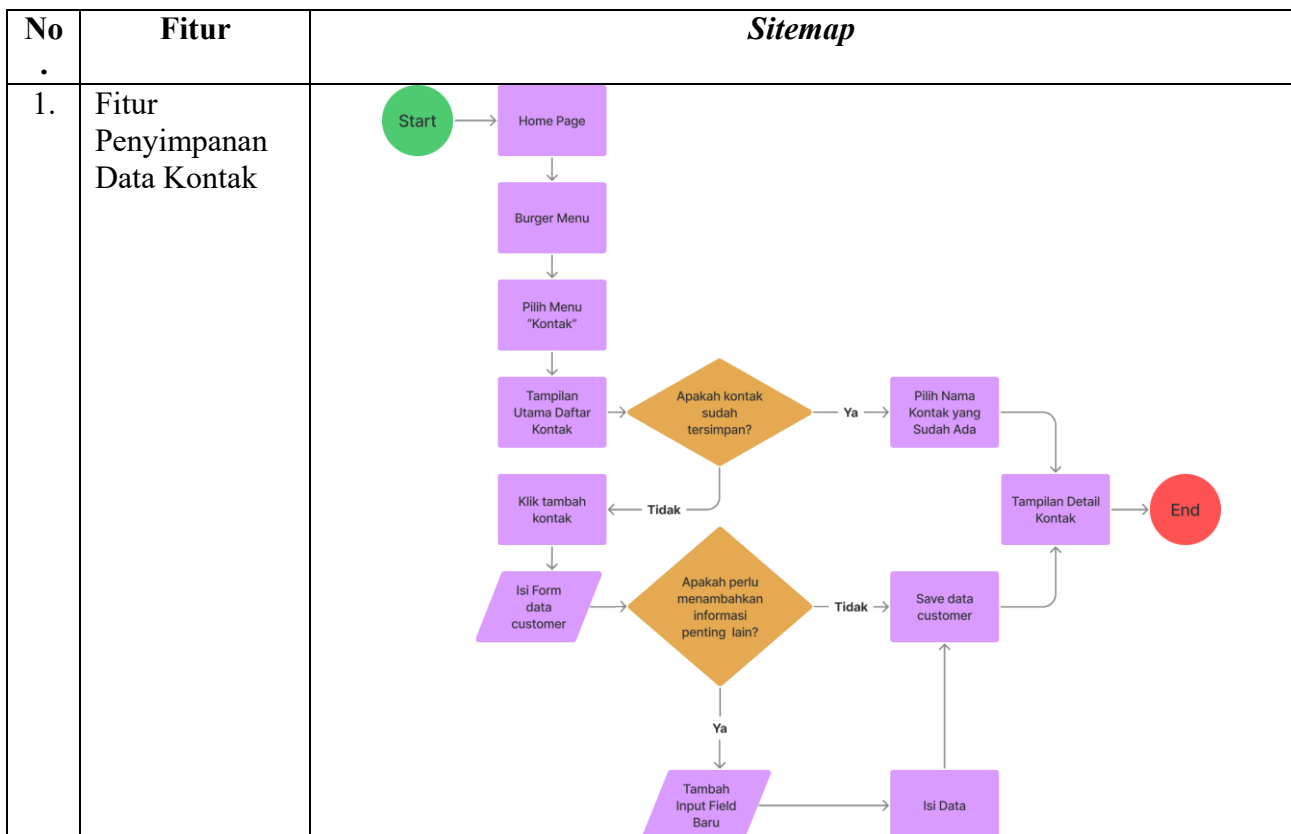 No
.
Fitur
Sitemap
1.
Fitur
Penyimpanan
Data Kontak
Start
Home Page
Burger Menu
Pilih Menu
“Kontak”
Tampilan
Utama Daftar
Kontak
Apakah kontak
sudah
tersimpan?
Ya
Pilih Nama
Kontak yang
Sudah Ada
Klik tambah
kontak
Tidak
Tampilan Detail
Kontak
End
Isi Form
data
customer
Apakah perlu
menambahkan
informasi
penting lain?
Tidak
Save data
customer
Ya
Tambah
Input Field
Baru
Isi Data